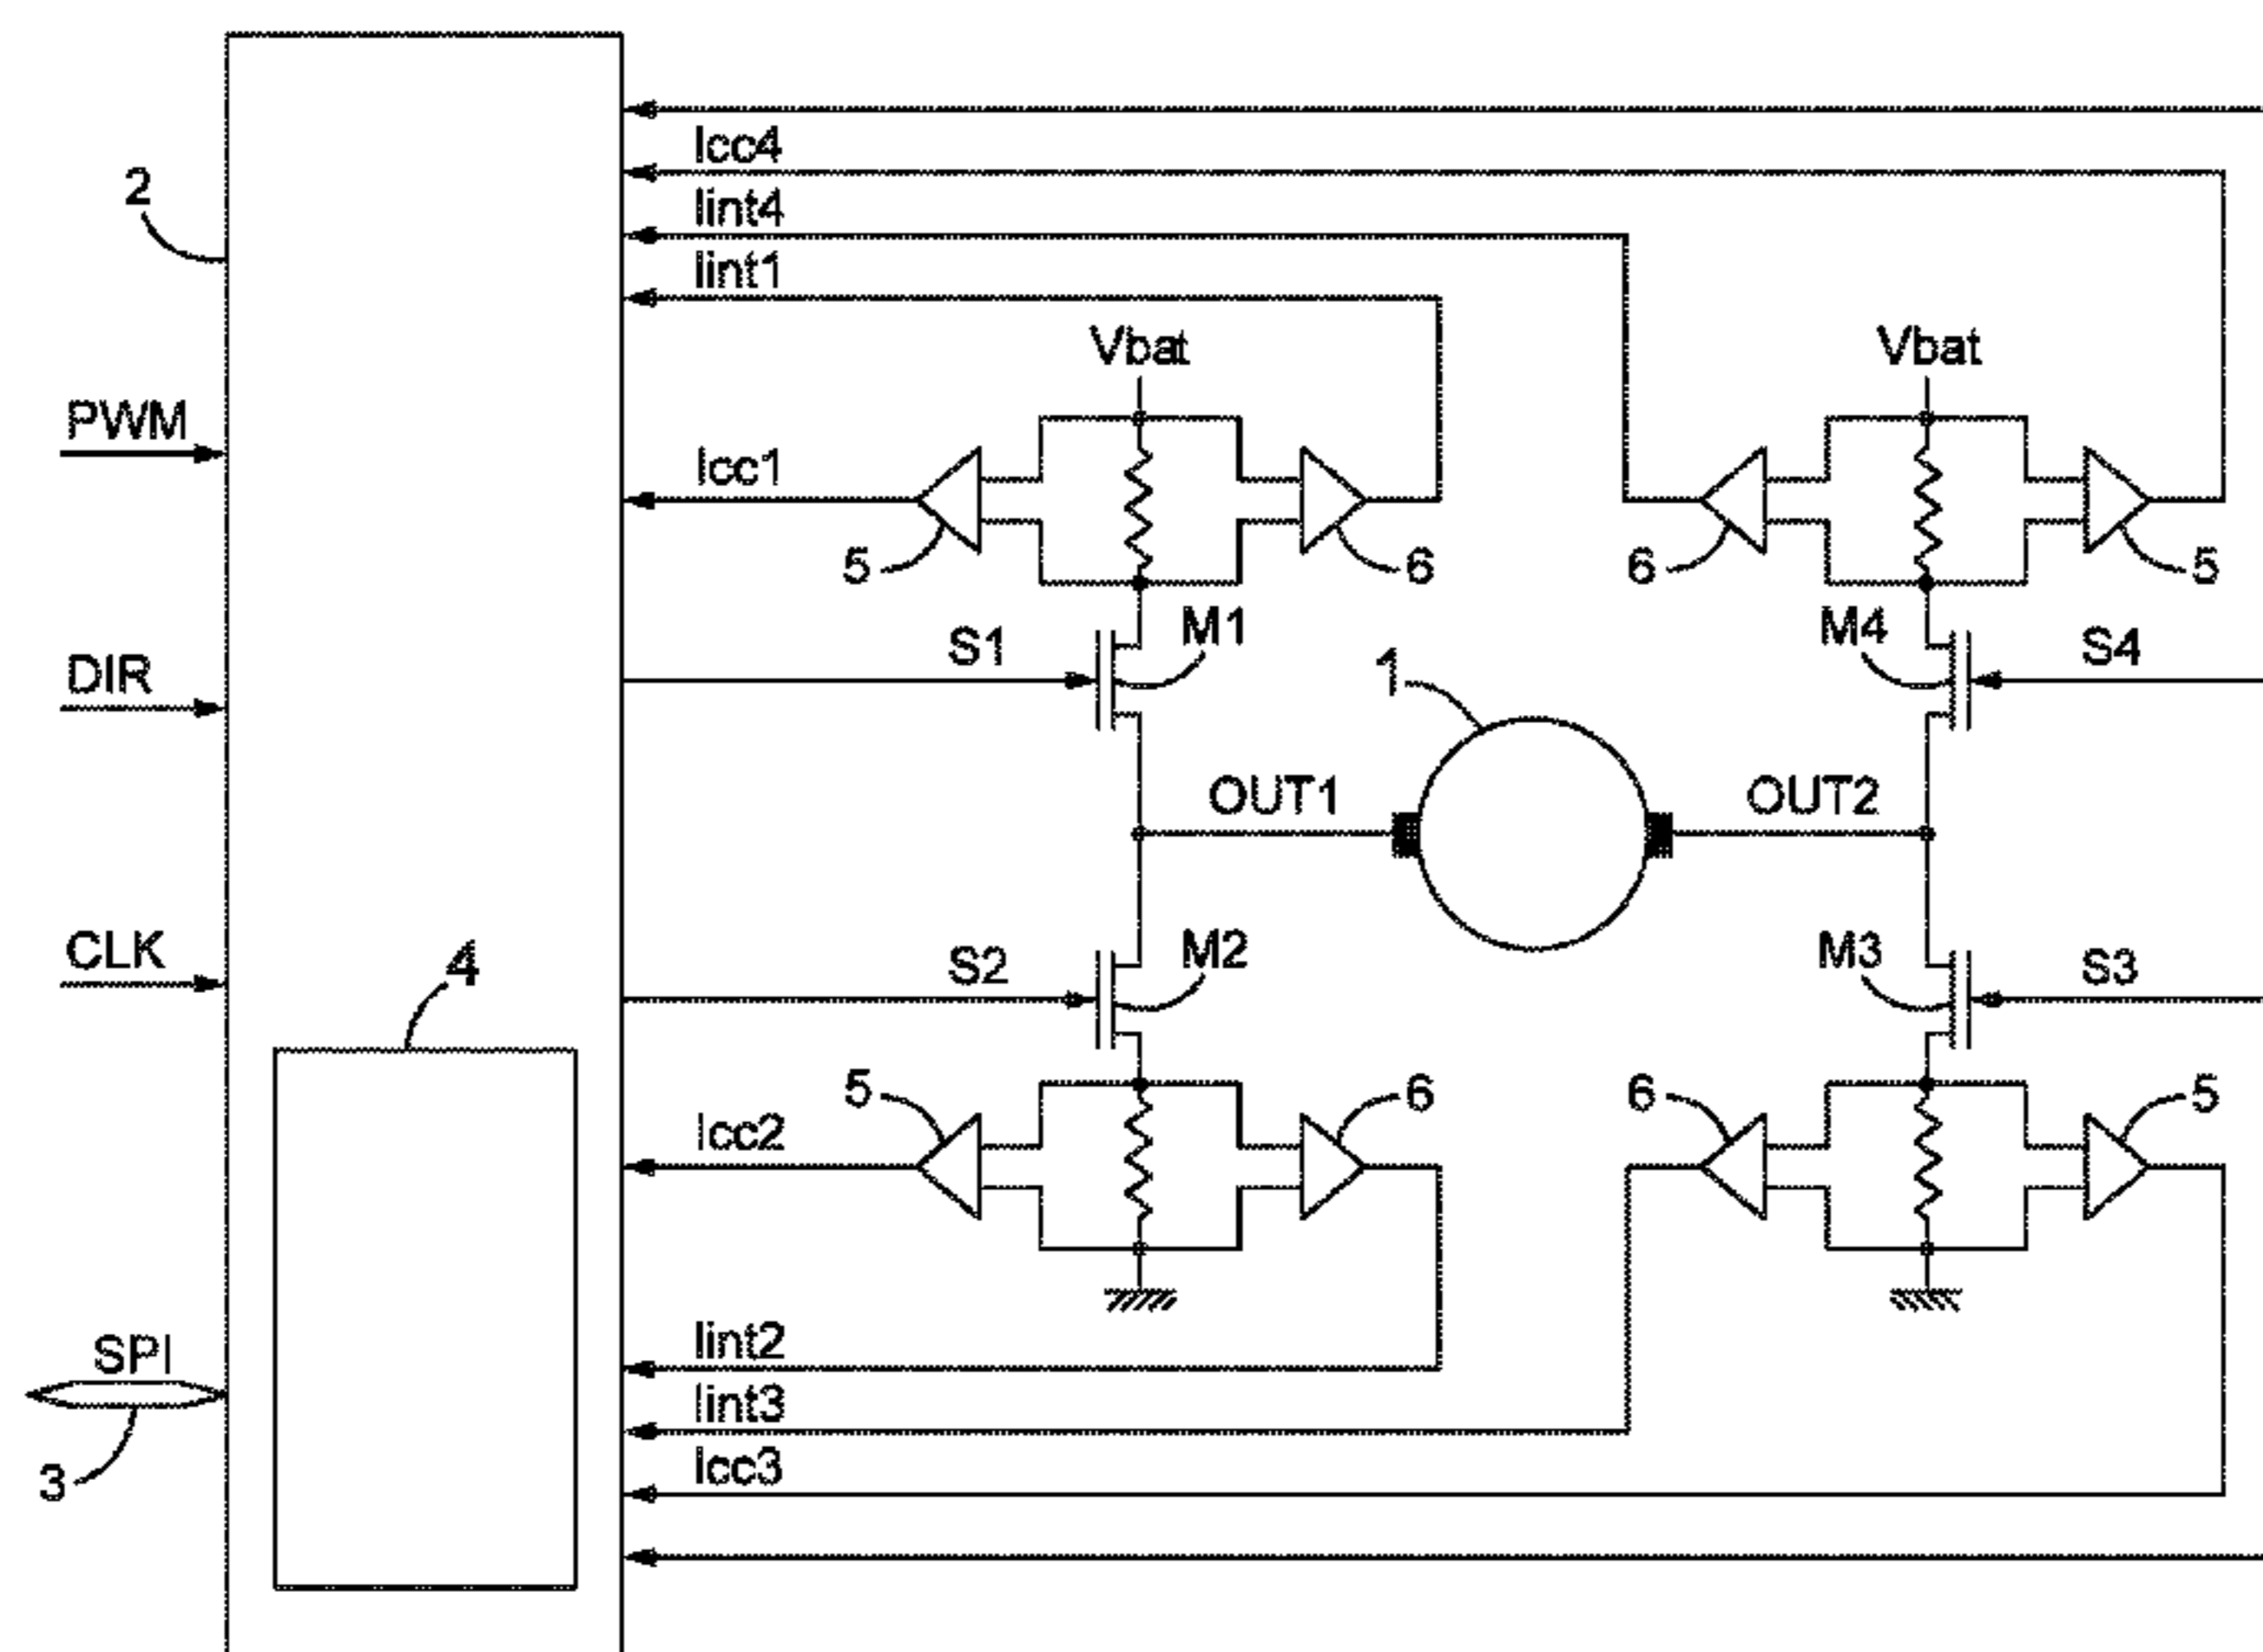 Icc4
2
Iint4
Iint1
Vbat
Vbat
PWM
Icc1
5
6
6
5
S1
M1
M4
S4
DIR
1
OUT1
OUT2
CLK
4
S2
M2
M3
S3
5
6
6
5
Icc2
SPI
Iint2
Iint3
3
Icc3